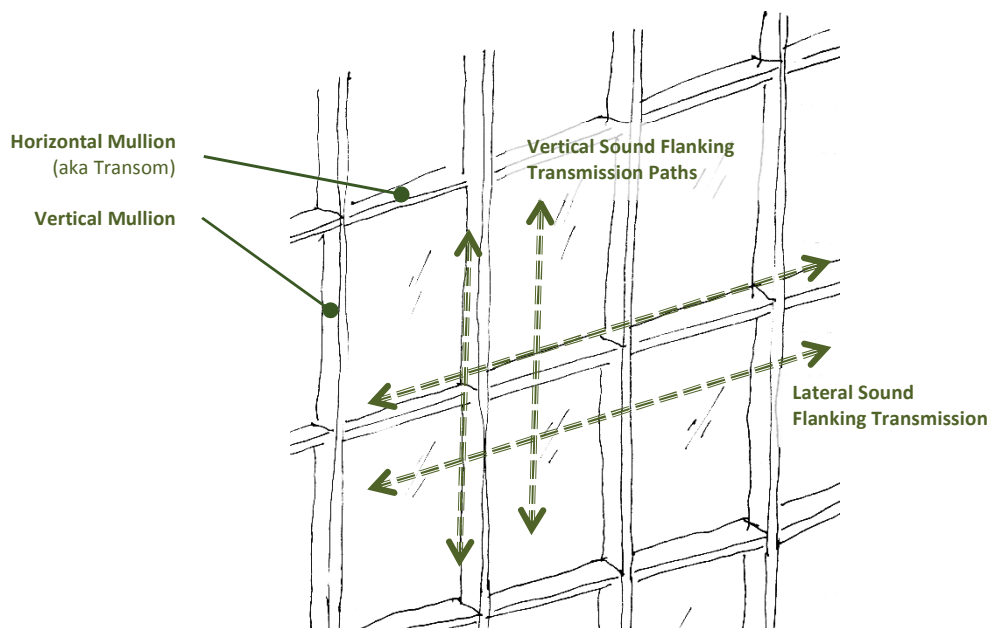 Horizontal Mullion
(aka Transom)
Vertical Mullion
Vertical Sound Flanking
Transmission Paths
Lateral Sound
Flanking Transmission